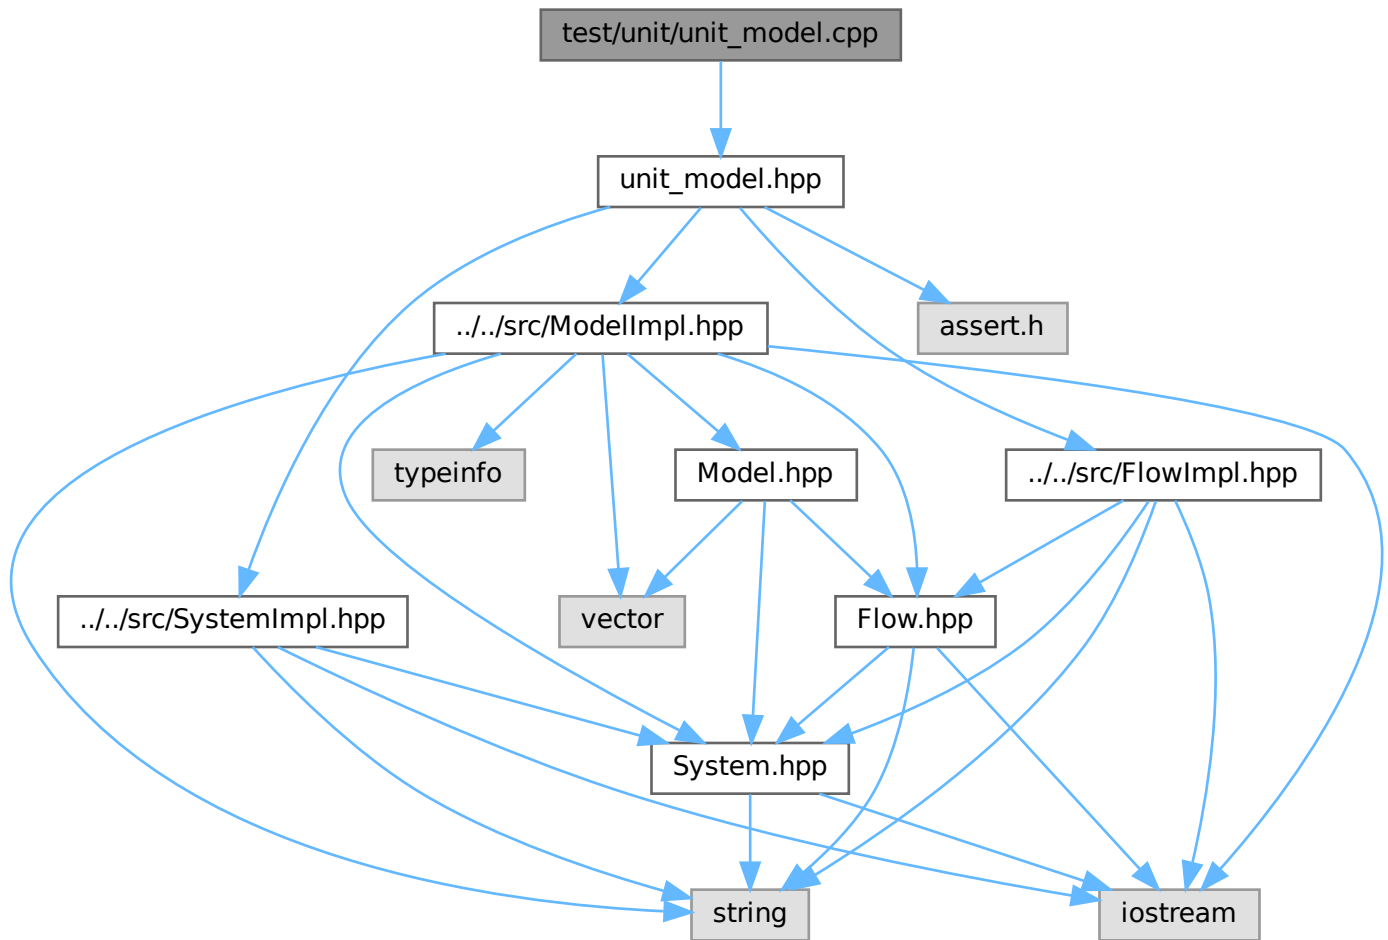 test/unit/unit_model.cpp
unit_model.hpp
../../src/ModelImpl.hpp
assert.h
typeinfo
Model.hpp
../../src/FlowImpl.hpp
../../src/SystemImpl.hpp
vector
Flow.hpp
System.hpp
string
iostream